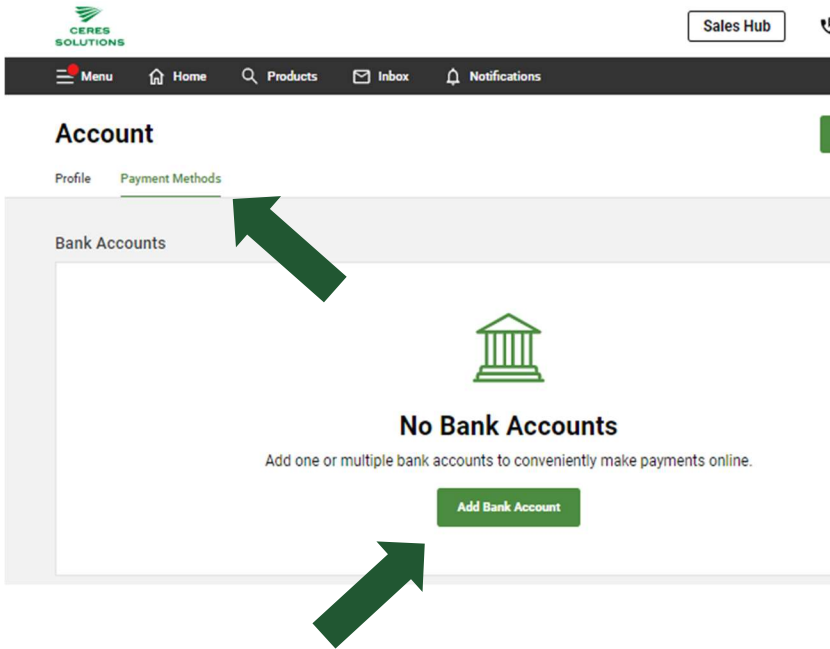 CERES
SOLUTIONS
Sales Hub
Menu Home Products Inbox Notifications
Account
Profile Payment Methods
Bank Accounts
No Bank Accounts
Add one or multiple bank accounts to conveniently make payments online.
Add Bank Account